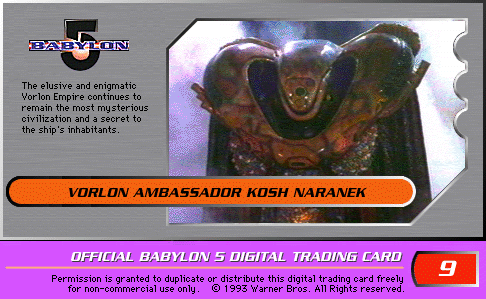 BABYLON 5
The elusive and enigmatic
Vorlon Empire continues to
remain the most mysterious
civilization and a secret to
the ship's inhabitants.
VORLON AMBASSADOR KOSH NARANEK
OFFICIAL BABYLON 5 DIGITAL TRADING CARD
9
Permission is granted to duplicate or distribute this digital trading card freely
for non-commercial use only. © 1993 Warner Bros. All Rights reserved.